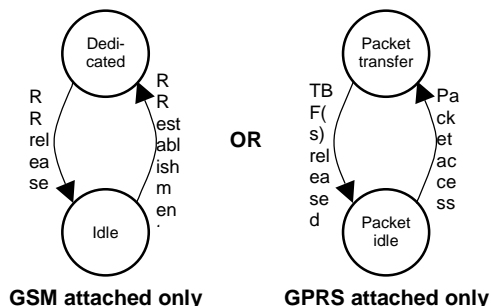 Dedi-
cated
R
R
rel
ea
se
R
R
est
abl
ish
m
en
Idle
OR
Packet
transfer
TB
F(
s)
rel
ea
se
d
Pa
ck
et
ac
ce
ss
Packet
idle
GSM attached only
GPRS attached only